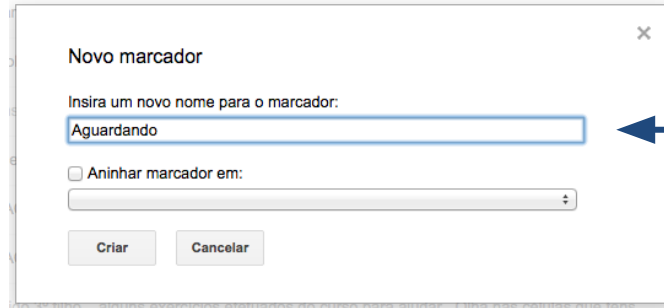 Novo marcador
Insira um novo nome para o marcador:
Aguardando
Aninhar marcador em:
Criar Cancelar